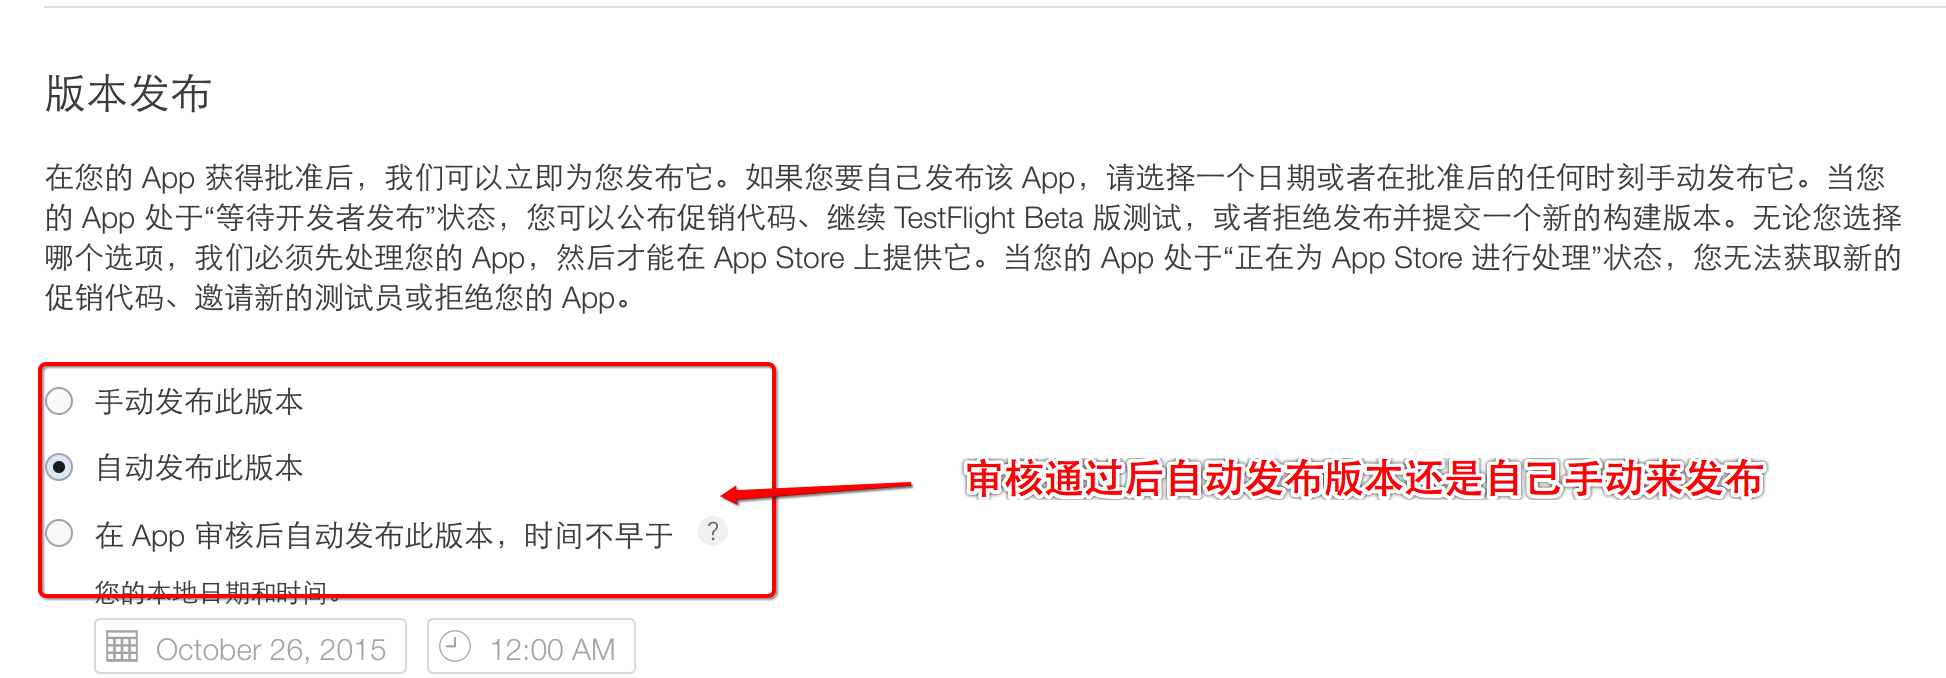 版本发布
在您的 App 获得批准后，我们可以立即为您发布它。如果您要自己发布该 App，请选择一个日期或者在批准后的任何时刻手动发布它。当您
的 App 处于“等待开发者发布”状态，您可以公布促销代码、继续 TestFlight Beta 版测试，或者拒绝发布并提交一个新的构建版本。无论您选择
哪个选项，我们必须先处理您的 App，然后才能在 App Store 上提供它。当您的 App 处于“正在为 App Store 进行处理”状态，您无法获取新的
促销代码、邀请新的测试员或拒绝您的 App。
手动发布此版本
自动发布此版本
审核通过后自动发布版本还是自己手动来发布
在 App 审核后自动发布此版本，时间不早于 ?
您的本地日期和时间。
October 26, 2015 12:00 AM